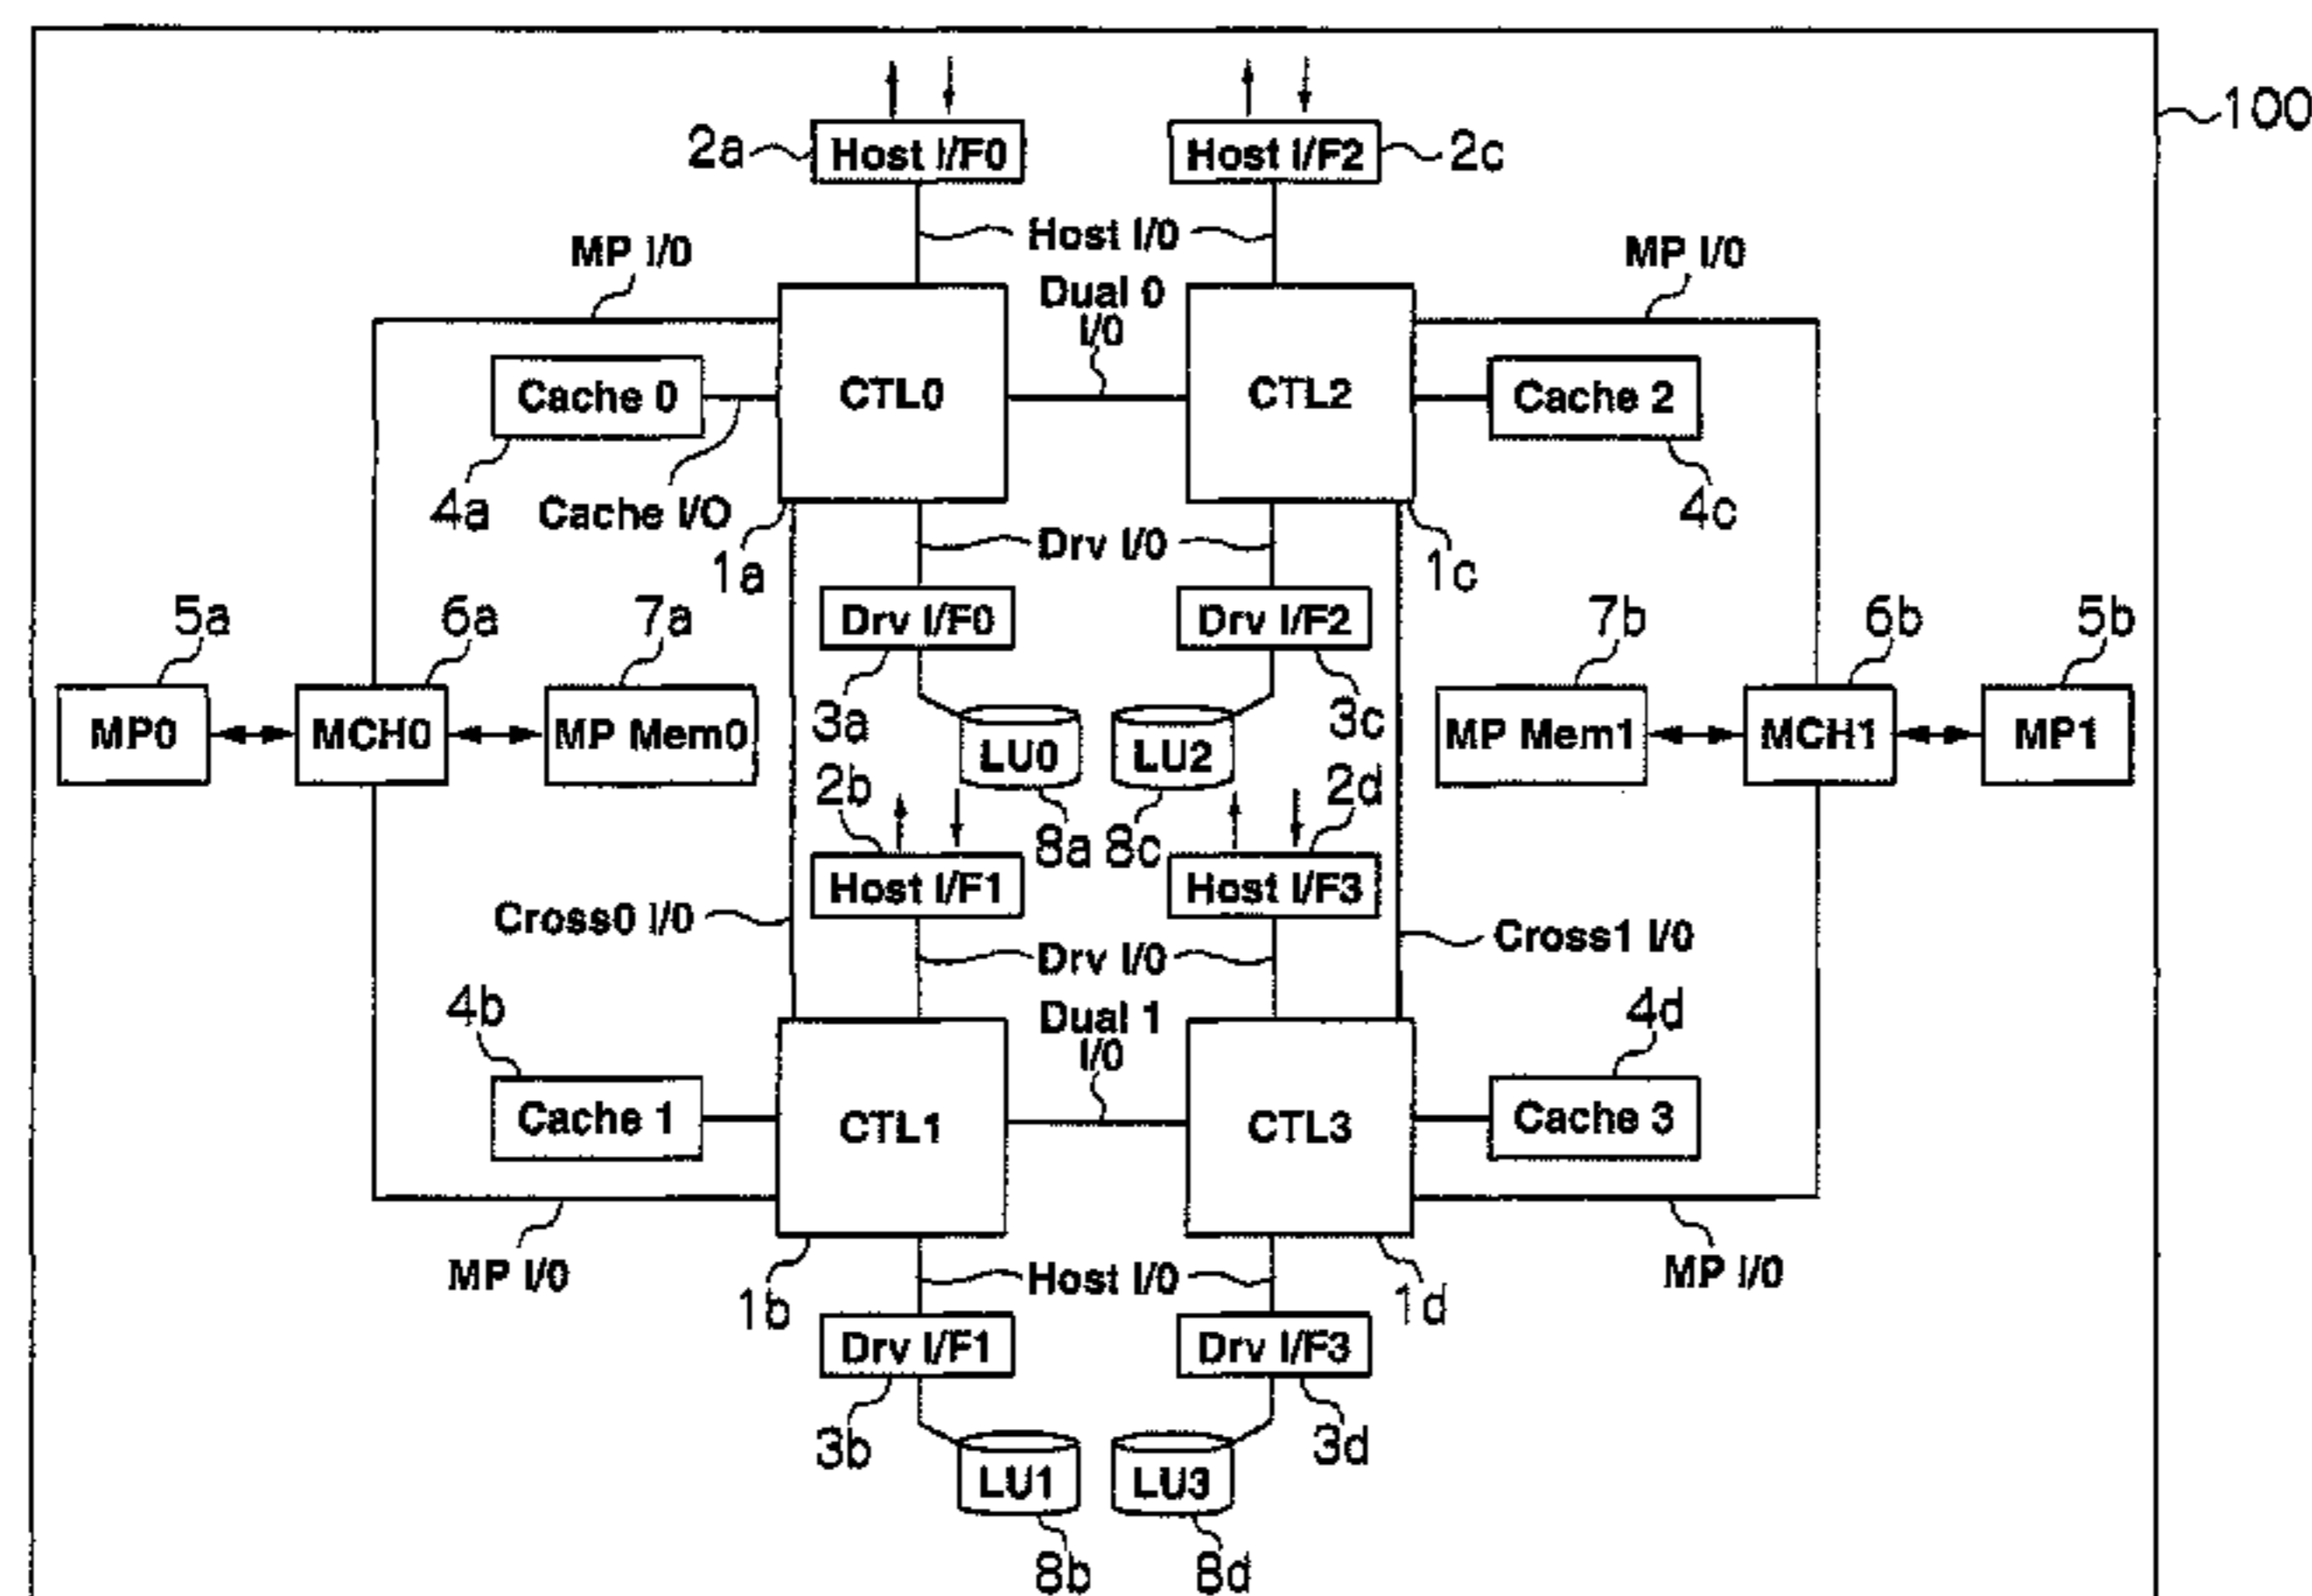 100
2a Host I/F0 Host I/F2 2c
Host I/0
MP I/0 MP I/0
Dual 0
I/0
Cache 0 CTL0 CTL2 Cache 2
4a Cache I/O 4c
1a Drv I/0 1c
5a 6a 7a Drv I/F0 Drv I/F2 7b 6b 5b
3a 3c
MP0 MCH0 MP Mem0 LU0 LU2 MP Mem1 MCH1 MP1
2b 2d
8a 8c
Host I/F1 Host I/F3
Cross0 I/0 Cross1 I/0
Drv I/0
4b Dual 1 4d
I/0
Cache 1 CTL1 CTL3 Cache 3
MP I/0 Host I/0 MP I/0
1b 1d
Drv I/F1 Drv I/F3
3b 3d
LU1 LU3
8b 8d